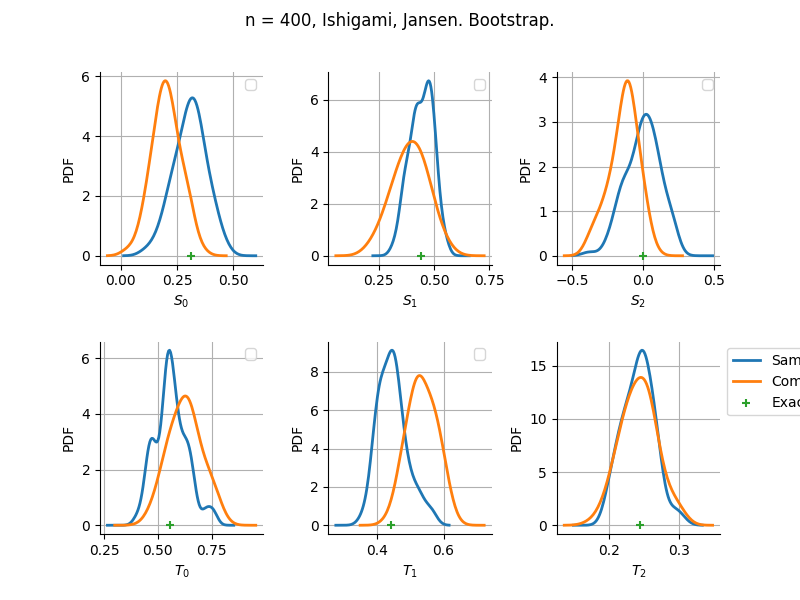 n = 400, Ishigami, Jansen. Bootstrap.
6
4
2
0
PDF
0.00 0.25 0.50
S0
6
4
2
0
PDF
0.25 0.50 0.75
S1
4
3
2
1
0
PDF
−0.5 0.0 0.5
S2
6
4
2
0
PDF
0.25 0.50 0.75
T0
8
6
4
2
0
PDF
0.4 0.6
T1
15
10
5
0
PDF
0.2 0.3
T2
Sam
Com
Exac